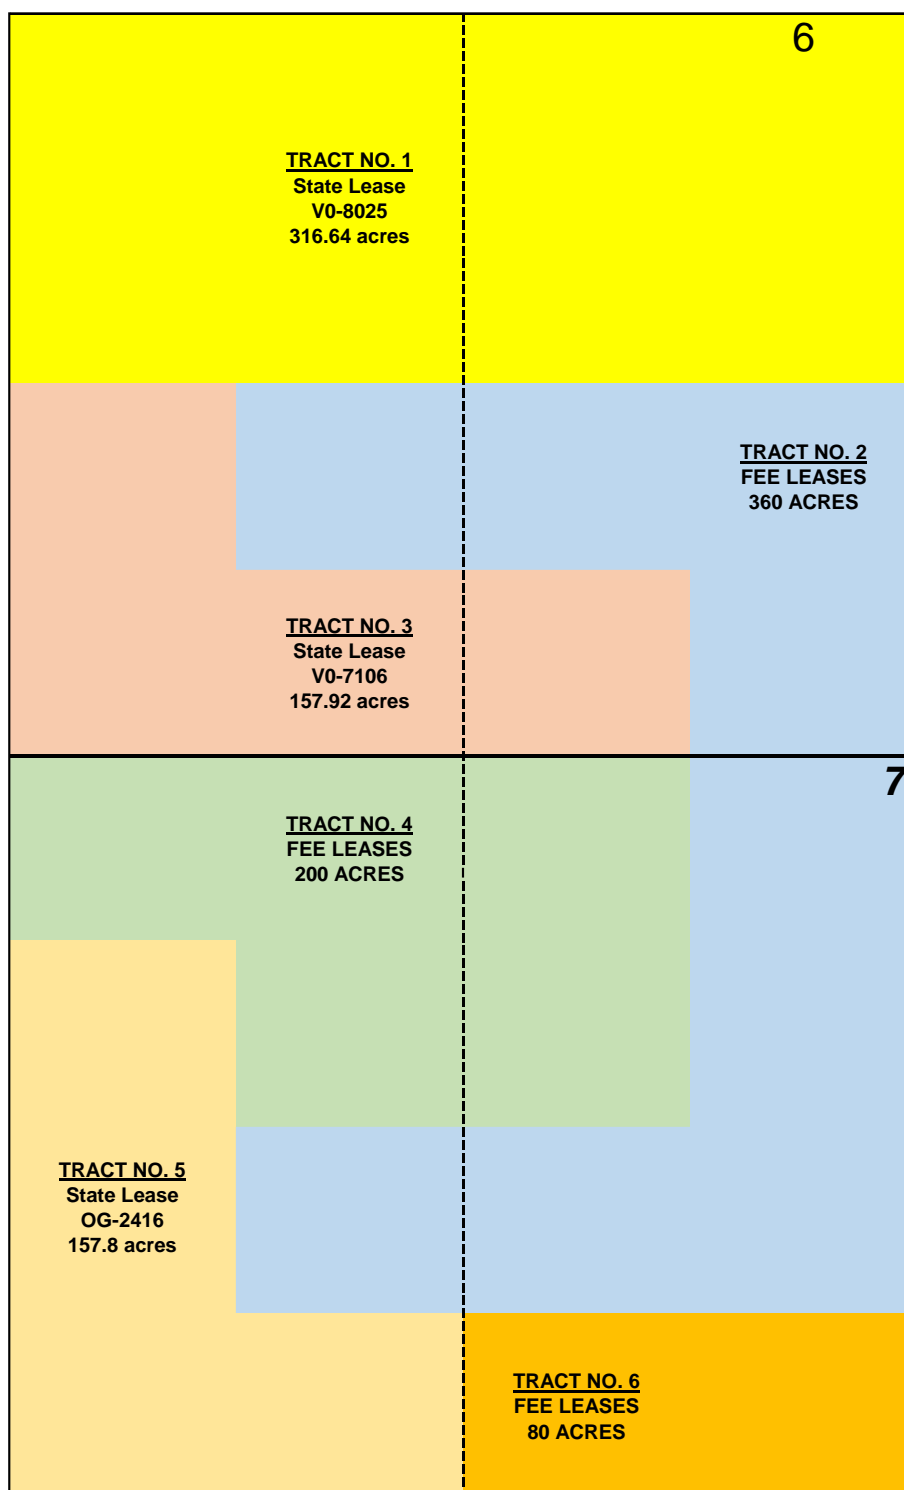 6
TRACT NO. 1
State Lease
V0-8025
316.64 acres
TRACT NO. 2
FEE LEASES
360 ACRES
TRACT NO. 3
State Lease
V0-7106
157.92 acres
7
TRACT NO. 4
FEE LEASES
200 ACRES
TRACT NO. 5
State Lease
OG-2416
157.8 acres
TRACT NO. 6
FEE LEASES
80 ACRES